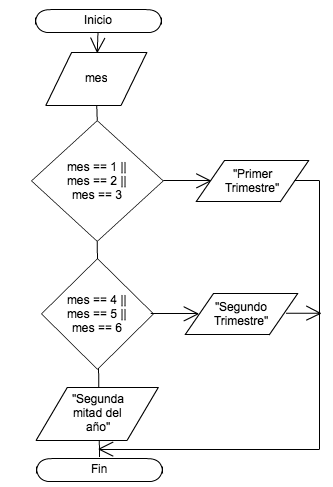 Inicio
mes
mes == 1 ||
mes == 2 ||
mes == 3
"Primer
Trimestre"
mes == 4 ||
mes == 5 ||
mes == 6
"Segundo
Trimestre"
"Segunda
mitad del
año"
Fin